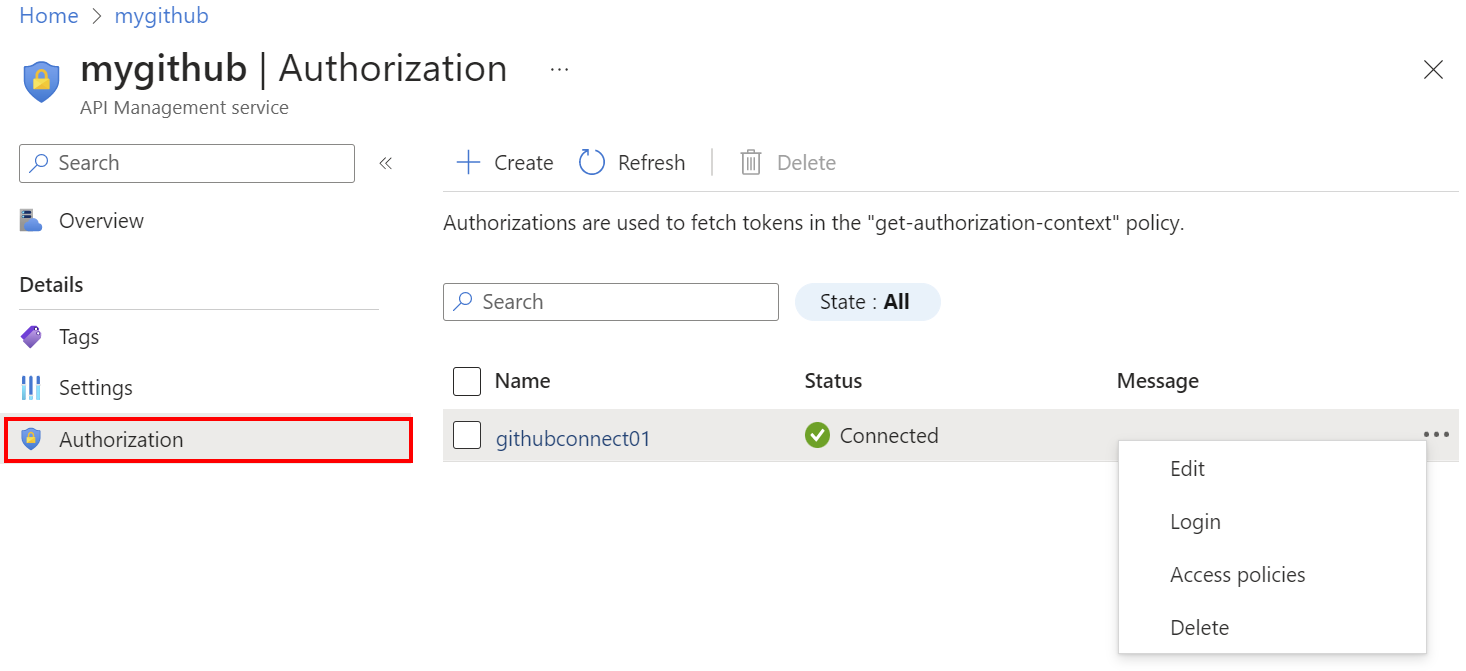 Home > mygithub
mygithub | Authorization ...
API Management service
Search «
Overview
Details
Tags
Settings
Authorization
Create Refresh Delete
Authorizations are used to fetch tokens in the "get-authorization-context" policy.
Search State : All
Name Status Message
githubconnect01 Connected
Edit
Login
Access policies
Delete